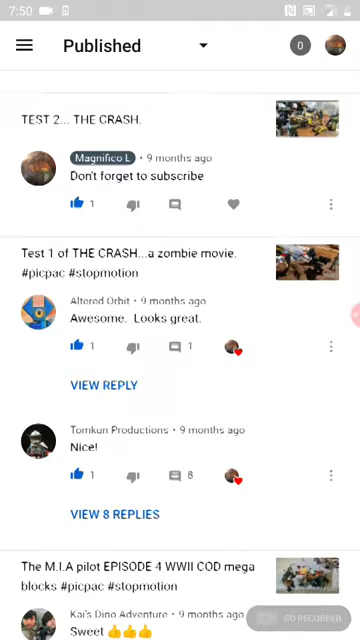 7:50
Published
0
TEST 2... THE CRASH.
Magnifico L • 9 months ago
Don't forget to subscribe
1
Test 1 of THE CRASH...a zombie movie.
#picpac #stopmotion
Altered Orbit • 9 months ago
Awesome. Looks great.
1 1
VIEW REPLY
Tomkun Productions • 9 months ago
Nice!
1 8
VIEW 8 REPLIES
The M.I.A pilot EPISODE 4 WWII COD mega
blocks #picpac #stopmotion
Kai's Dino Adventure • 9 months ago
Sweet 👍👍👍
GO RECORDER